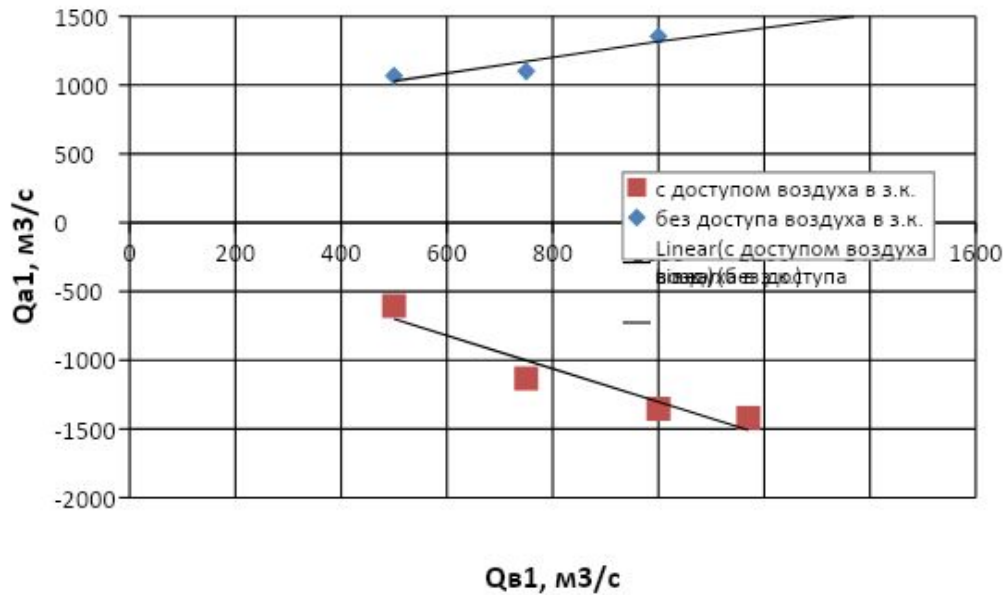 1500
1000
500
0
-500
-1000
-1500
-2000
0 200 400 600 800 1600
Qа1, м3/с
Qв1, м3/с
с доступом воздуха в з.к.
без доступа воздуха в з.к.
Linear(с доступом воздуха